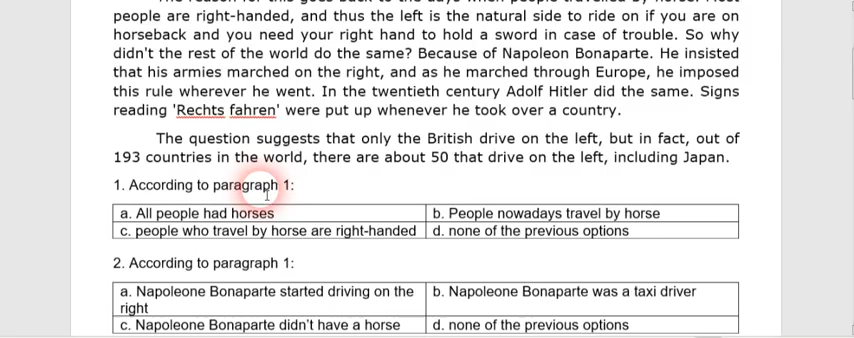 people are right-handed, and thus the left is the natural side to ride on if you are on
horseback and you need your right hand to hold a sword in case of trouble. So why
didn't the rest of the world do the same? Because of Napoleon Bonaparte. He insisted
that his armies marched on the right, and as he marched through Europe, he imposed
this rule wherever he went. In the twentieth century Adolf Hitler did the same. Signs
reading 'Rechts fahren' were put up whenever he took over a country.
The question suggests that only the British drive on the left, but in fact, out of
193 countries in the world, there are about 50 that drive on the left, including Japan.
1. According to paragraph 1:
a. All people had horses
b. People nowadays travel by horse
c. people who travel by horse are right-handed
d. none of the previous options
2. According to paragraph 1:
a. Napoleone Bonaparte started driving on the
right
b. Napoleone Bonaparte was a taxi driver
c. Napoleone Bonaparte didn't have a horse
d. none of the previous options